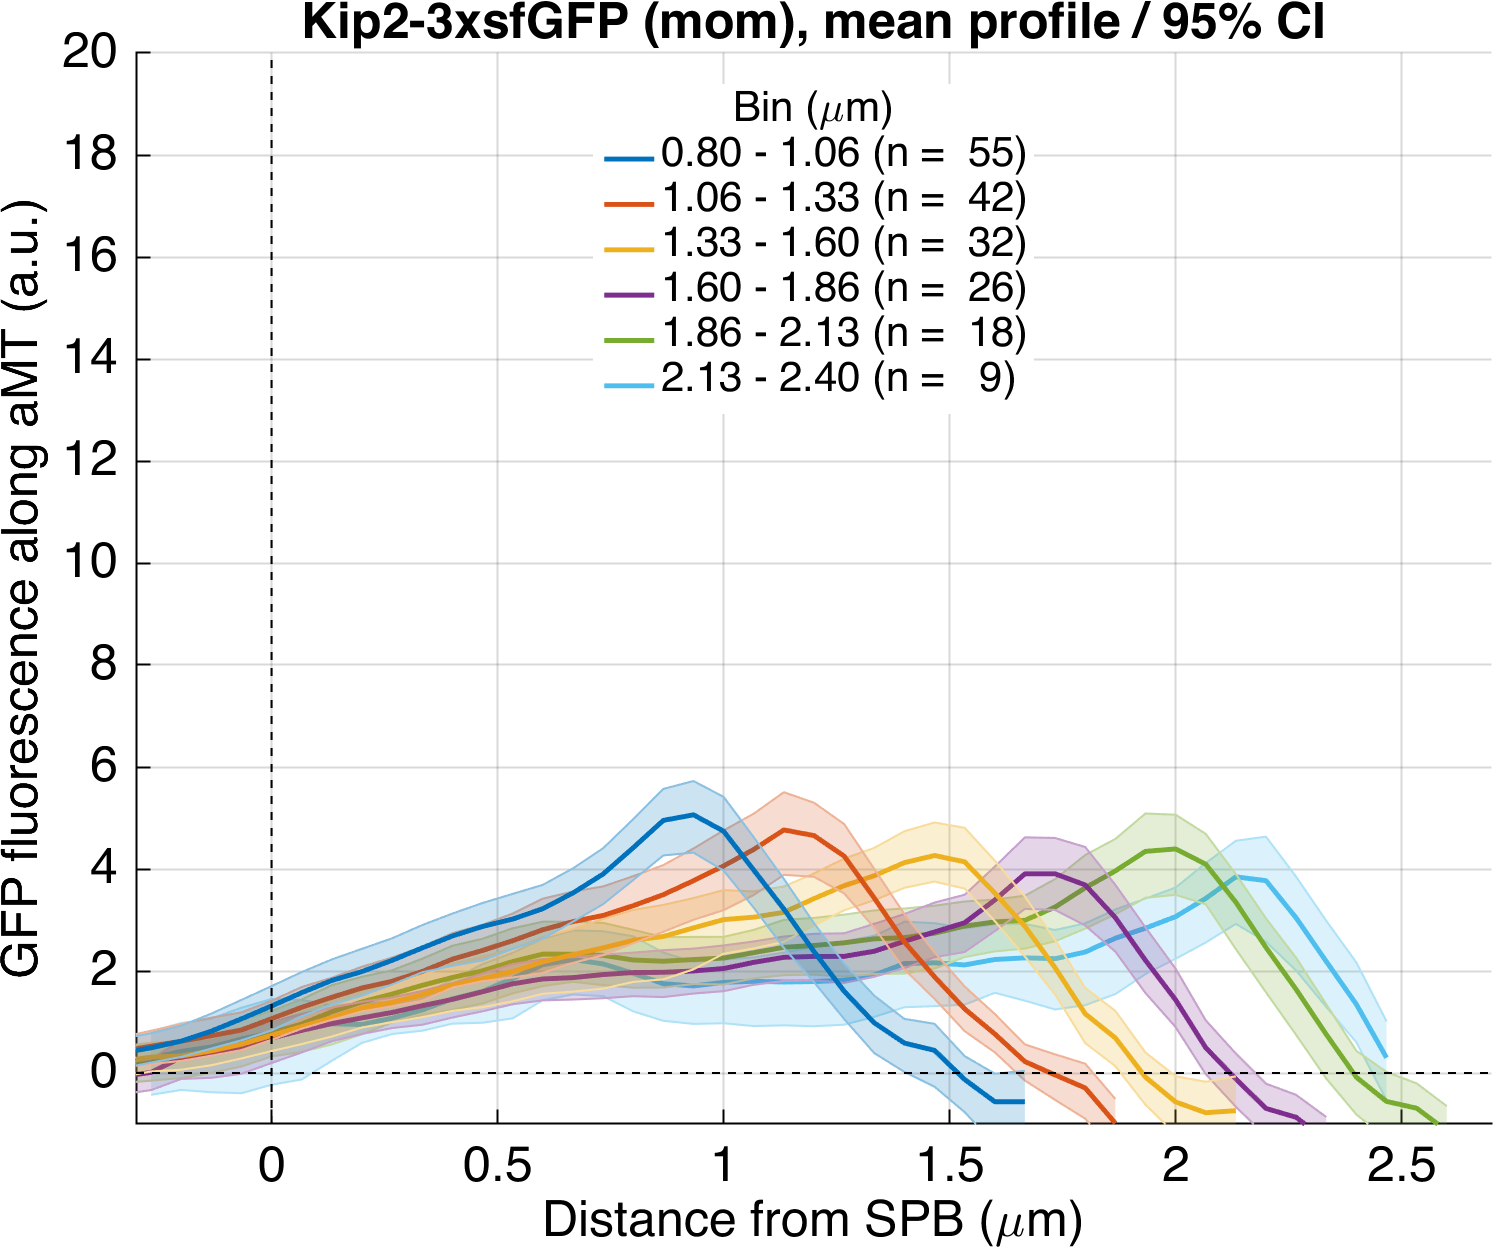 Kip2-3xsfGFP (mom), mean profile / 95% CI
GFP fluorescence along aMT (a.u.)
20
18
16
14
12
10
8
6
4
2
0
Bin (μm)
0.80 - 1.06 (n = 55)
1.06 - 1.33 (n = 42)
1.33 - 1.60 (n = 32)
1.60 - 1.86 (n = 26)
1.86 - 2.13 (n = 18)
2.13 - 2.40 (n = 9)
0 0.5 1 1.5 2 2.5
Distance from SPB (μm)